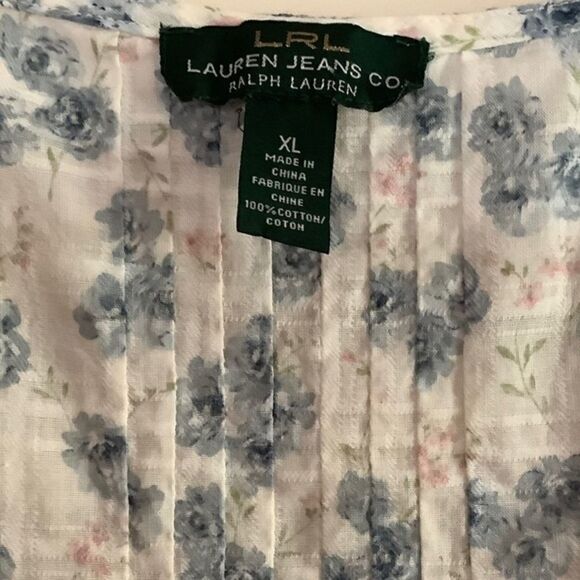 LRL
LAUREN JEANS CO.
RALPH LAUREN
XL
MADE IN
CHINA
FABRIQUE EN
CHINE
100% COTTON/
COTON